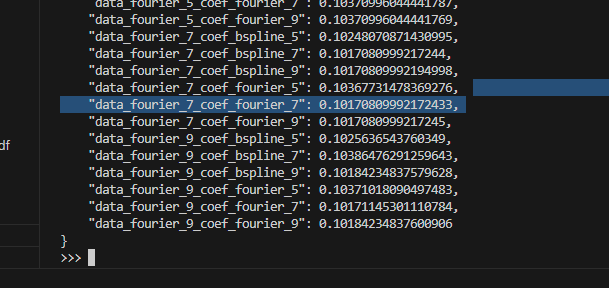 "data_fourier_5_coef_fourier_7": 0.10370996044441787,
"data_fourier_5_coef_fourier_9": 0.10370996044441769,
"data_fourier_7_coef_bspline_5": 0.10248070871430995,
"data_fourier_7_coef_bspline_7": 0.1017080999217244,
"data_fourier_7_coef_bspline_9": 0.10170809992194998,
"data_fourier_7_coef_fourier_5": 0.10367731478369276,
"data_fourier_7_coef_fourier_7": 0.10170809992172433,
"data_fourier_7_coef_fourier_9": 0.1017080999217245,
"data_fourier_9_coef_bspline_5": 0.1025636543760349,
"data_fourier_9_coef_bspline_7": 0.10386476291259643,
"data_fourier_9_coef_bspline_9": 0.10184234837579628,
"data_fourier_9_coef_fourier_5": 0.10371018090497483,
"data_fourier_9_coef_fourier_7": 0.10171145301110784,
"data_fourier_9_coef_fourier_9": 0.10184234837600906
}
>>>
df